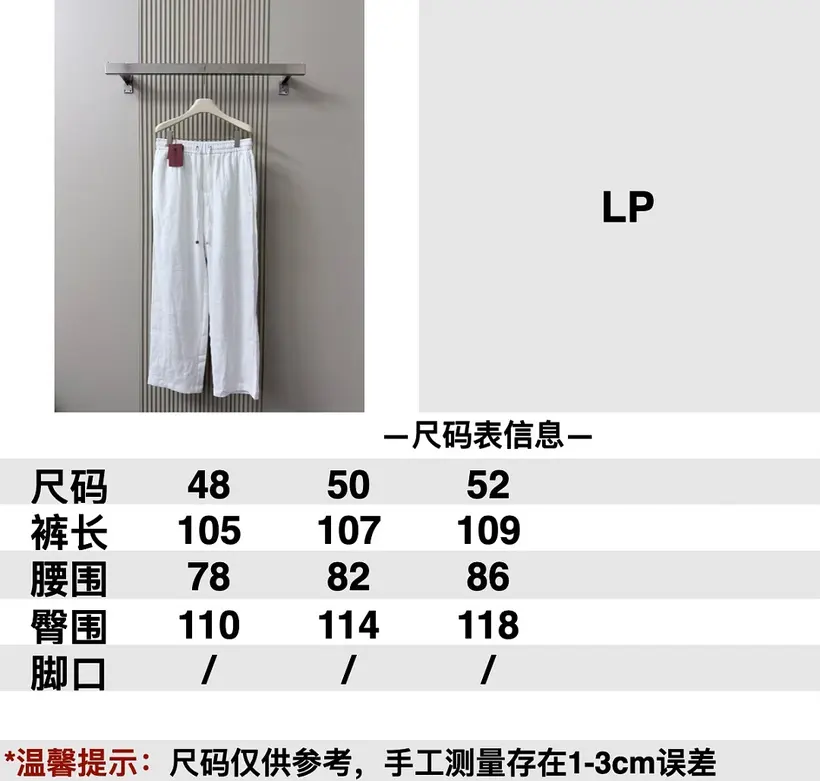 LP
—尺码表信息—
尺码 48 50 52
裤长 105 107 109
腰围 78 82 86
臀围 110 114 118
脚口 / / /
*温馨提示：尺码仅供参考，手工测量存在1-3cm误差